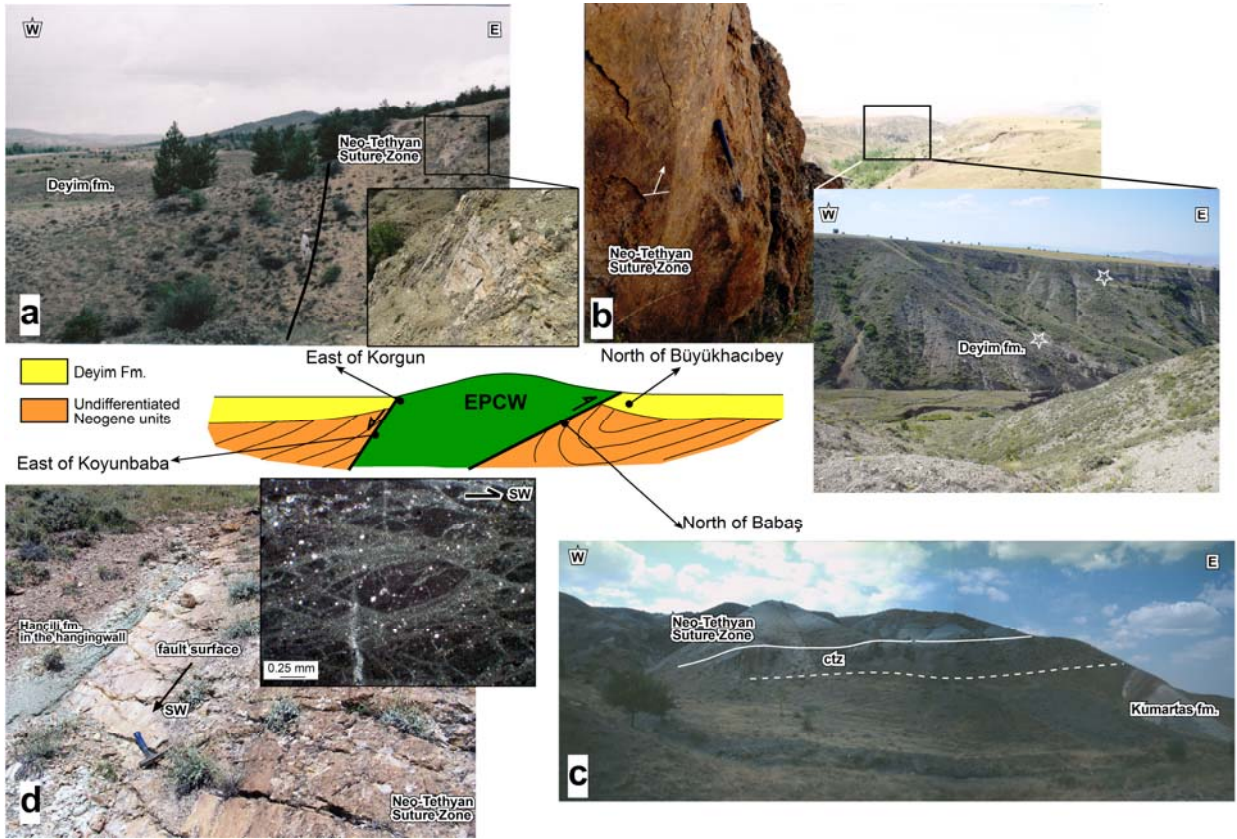 W
E
Neo-Tethyan
Suture Zone
Deyim fm.
a
Neo-Tethyan
Suture Zone
b
W
E
Deyim fm.
Deyim Fm.
Undifferentiated
Neogene units
East of Korgun
North of Büyükhacıbey
EPCW
East of Koyunbaba
North of Babaş
SW
0.25 mm
Hançili fm.
in the hangingwall
fault surface
SW
Neo-Tethyan
Suture Zone
d
W
E
Neo-Tethyan
Suture Zone
ctz
Kumartas fm.
c